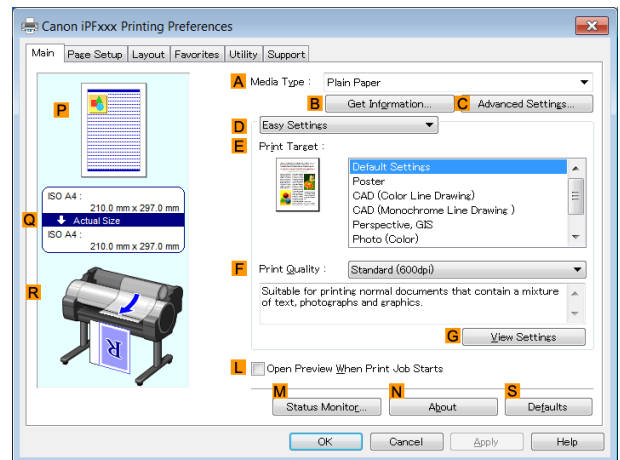 Canon iPFxxx Printing Preferences
Main Page Setup Layout Favorites Utility Support
A Media Type : Plain Paper
B Get Information... C Advanced Settings...
D Easy Settings
E Print Target :
Default Settings
Poster
CAD (Color Line Drawing)
CAD (Monochrome Line Drawing )
Perspective, GIS
Photo (Color)
P
ISO A4 :
210.0 mm x 297.0 mm
Q Actual Size
ISO A4 :
210.0 mm x 297.0 mm
F Print Quality : Standard (600dpi)
Suitable for printing normal documents that contain a mixture
of text, photographs and graphics.
R
R
G View Settings
L Open Preview When Print Job Starts
M Status Monitor... N About S Defaults
OK Cancel Apply Help